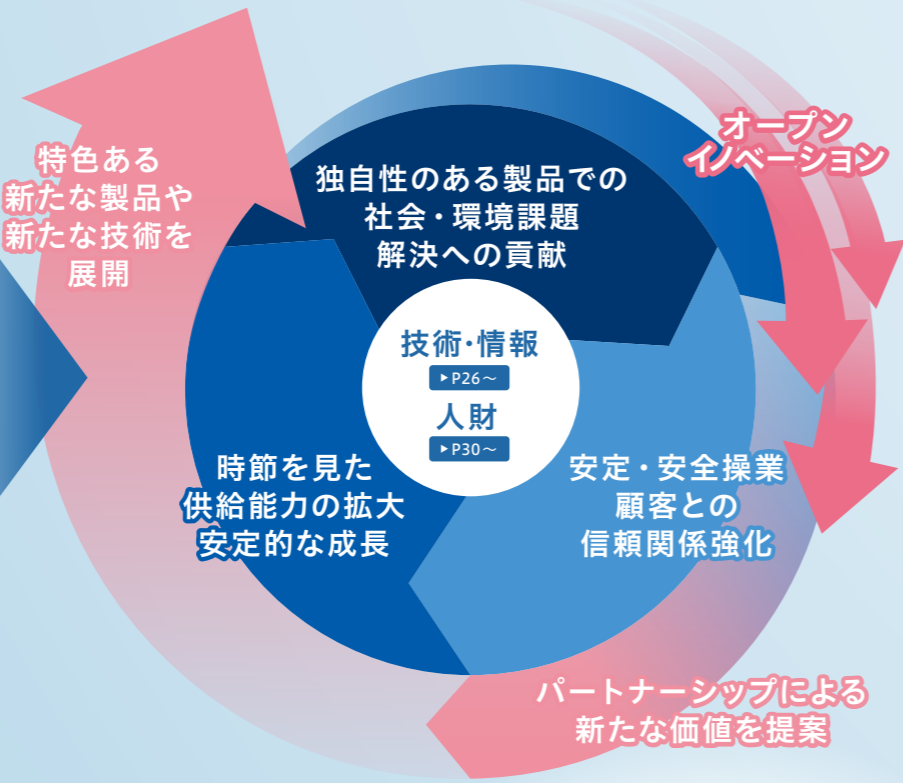 オープン
イノベーション
特色ある
新たな製品や
新たな技術を
展開
独自性のある製品での
社会・環境課題
解決への貢献
技術・情報
▶P26〜
人財
▶P30〜
時節を見た
供給能力の拡大
安定的な成長
安定・安全操業
顧客との
信頼関係強化
パートナーシップによる
新たな価値を提案